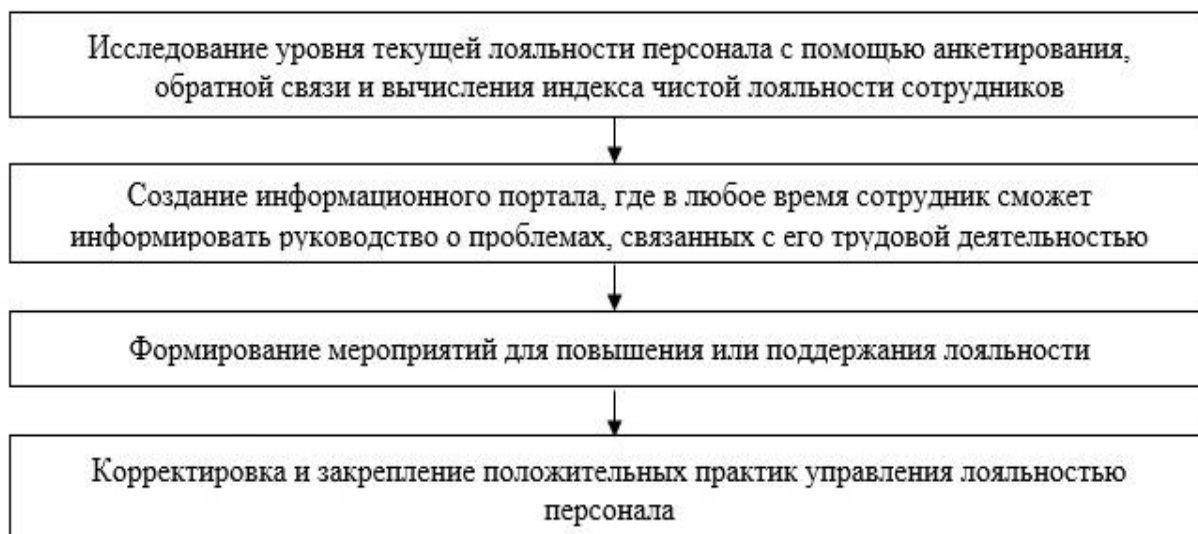 Исследование уровня текущей лояльности персонала с помощью анкетирования,
обратной связи и вычисления индекса чистой лояльности сотрудников
Создание информационного портала, где в любое время сотрудник сможет
информировать руководство о проблемах, связанных с его трудовой деятельностью
Формирование мероприятий для повышения или поддержания лояльности
Корректировка и закрепление положительных практик управления лояльностью
персонала